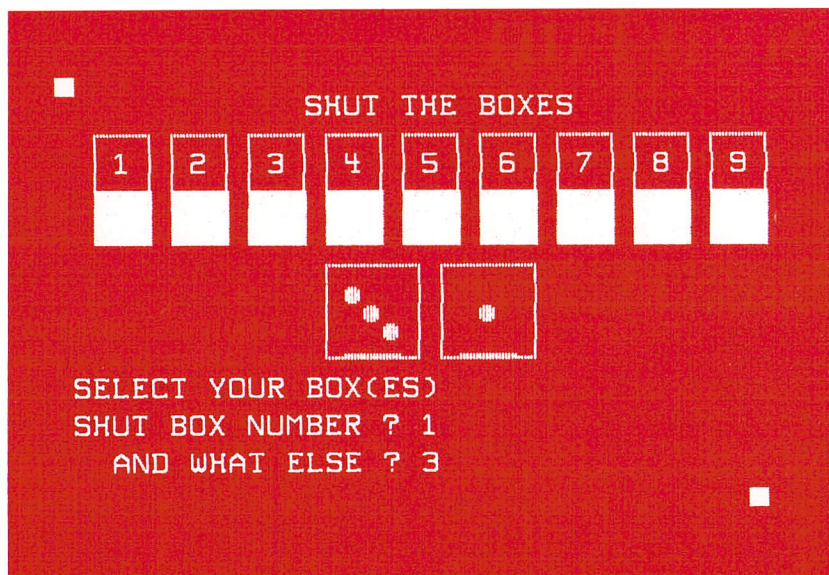 SHUT THE BOXES
1 2 3 4 5 6 7 8 9
SELECT YOUR BOX(ES)
SHUT BOX NUMBER ? 1
AND WHAT ELSE ? 3